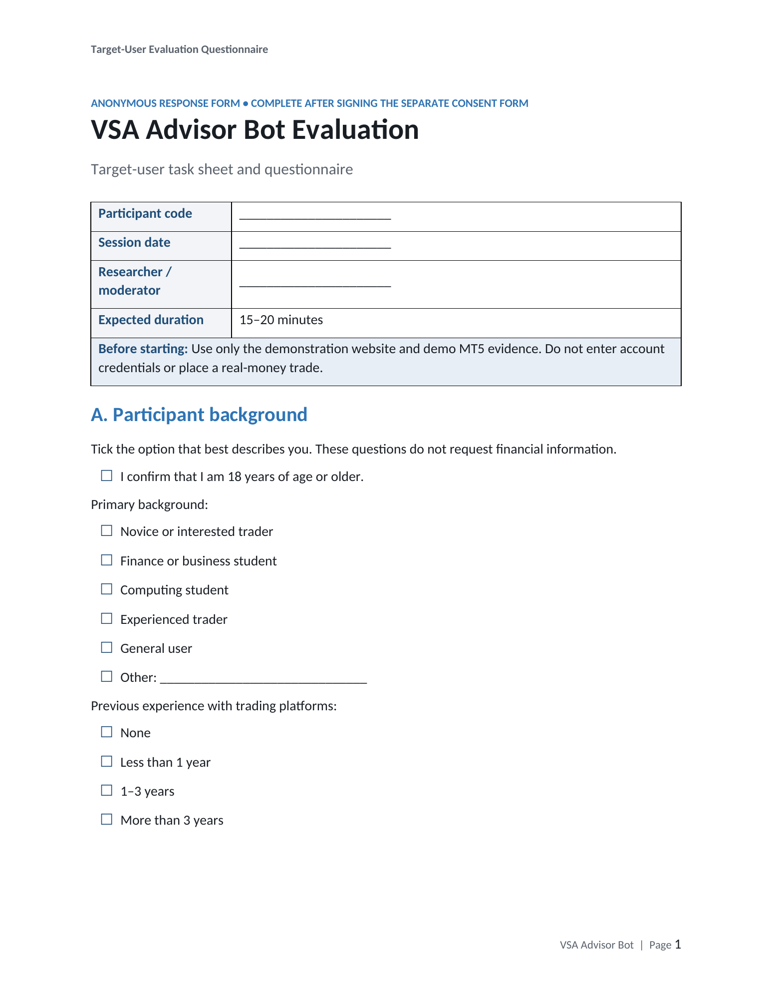 Target-User Evaluation Questionnaire
ANONYMOUS RESPONSE FORM ● COMPLETE AFTER SIGNING THE SEPARATE CONSENT FORM
VSA Advisor Bot Evaluation
Target-user task sheet and questionnaire
Participant code ______________________
Session date ______________________
Researcher /
moderator ______________________
Expected duration 15–20 minutes
Before starting: Use only the demonstration website and demo MT5 evidence. Do not enter account
credentials or place a real-money trade.
A. Participant background
Tick the option that best describes you. These questions do not request financial information.
☐ I confirm that I am 18 years of age or older.
Primary background:
☐ Novice or interested trader
☐ Finance or business student
☐ Computing student
☐ Experienced trader
☐ General user
☐ Other: ______________________________
Previous experience with trading platforms:
☐ None
☐ Less than 1 year
☐ 1–3 years
☐ More than 3 years
VSA Advisor Bot | Page 1